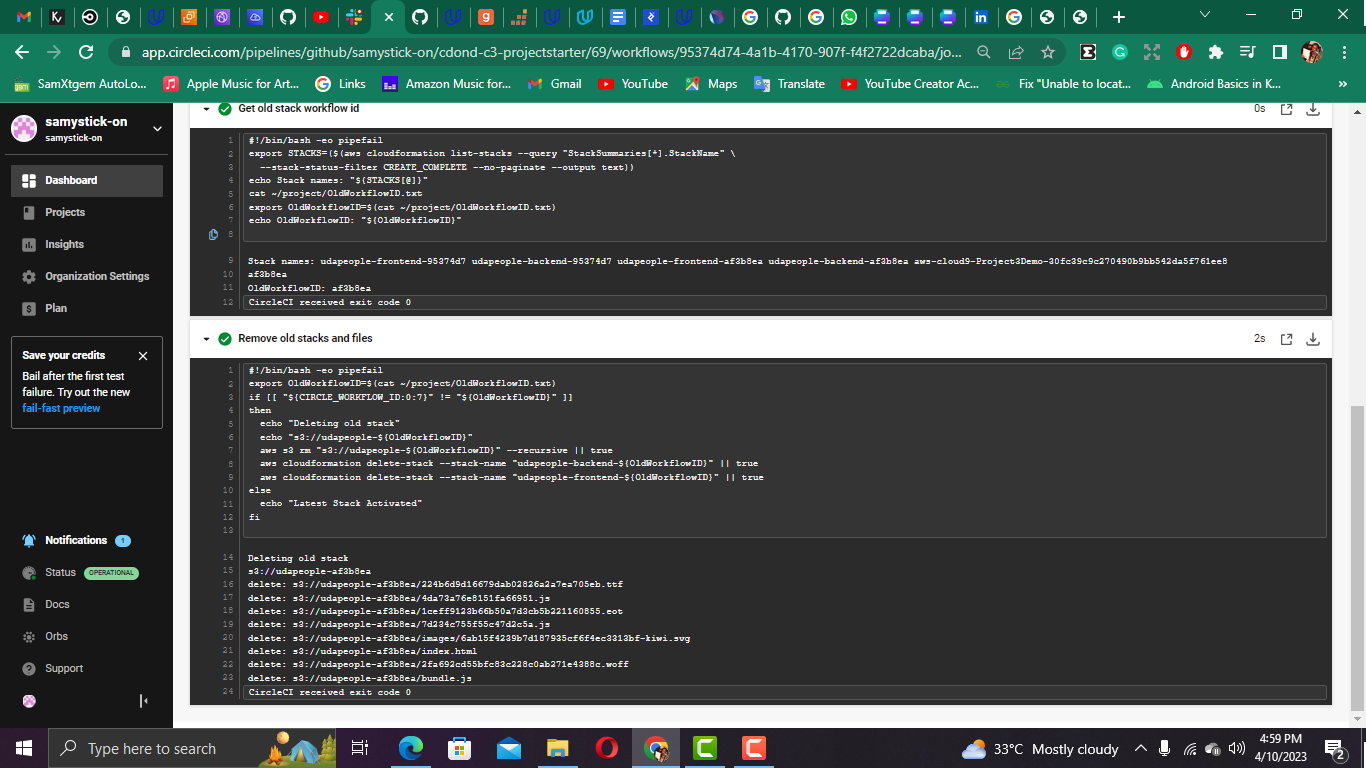 app.circleci.com/pipelines/github/samystick-on/cdond-c3-projectstarter/69/workflows/95374d74-4a1b-4170-907f-f4f2722dcaba/jo...
SamXtgem AutoLo...
Apple Music for Art...
Links
Amazon Music for...
Gmail
YouTube
Maps
Translate
YouTube Creator Ac...
Fix "Unable to locat...
Android Basics in K...
»
samystick-on
samystick-on
Dashboard
Projects
Insights
Organization Settings
Plan
Save your credits
Bail after the first test
failure. Try out the new
fail-fast preview
Notifications 1
Status OPERATIONAL
Docs
Orbs
Support
Get old stack workflow id 0s
1 #!/bin/bash -eo pipefail
2 export STACKS=($(aws cloudformation list-stacks --query "StackSummaries[*].StackName" \
3 --stack-status-filter CREATE_COMPLETE --no-paginate --output text))
4 echo Stack names: "${STACKS[@]}"
5 cat ~/project/OldWorkflowID.txt
6 export OldWorkflowID=$(cat ~/project/OldWorkflowID.txt)
7 echo OldWorkflowID: "${OldWorkflowID}"
8
9 Stack names: udapeople-frontend-95374d7 udapeople-backend-95374d7 udapeople-frontend-af3b8ea udapeople-backend-af3b8ea aws-cloud9-Project3Demo-30fc39c9c270490b9bb542da5f761ee8
10 af3b8ea
11 OldWorkflowID: af3b8ea
12 CircleCI received exit code 0
Remove old stacks and files 2s
1 #!/bin/bash -eo pipefail
2 export OldWorkflowID=$(cat ~/project/OldWorkflowID.txt)
3 if [[ "${CIRCLE_WORKFLOW_ID:0:7}" != "${OldWorkflowID}" ]]
4 then
5 echo "Deleting old stack"
6 echo "s3://udapeople-${OldWorkflowID}"
7 aws s3 rm "s3://udapeople-${OldWorkflowID}" --recursive || true
8 aws cloudformation delete-stack --stack-name "udapeople-backend-${OldWorkflowID}" || true
9 aws cloudformation delete-stack --stack-name "udapeople-frontend-${OldWorkflowID}" || true
10 else
11 echo "Latest Stack Activated"
12 fi
13
14 Deleting old stack
15 s3://udapeople-af3b8ea
16 delete: s3://udapeople-af3b8ea/224b6d9d16679dab02826a2a7ea705eb.ttf
17 delete: s3://udapeople-af3b8ea/4da73a76e8151fa66951.js
18 delete: s3://udapeople-af3b8ea/1ceff9123b66b50a7d3cb5b221160855.eot
19 delete: s3://udapeople-af3b8ea/7d234c755f55c47d2c5a.js
20 delete: s3://udapeople-af3b8ea/images/6ab15f4239b7d187935cf6f4ec3313bf-kiwi.svg
21 delete: s3://udapeople-af3b8ea/index.html
22 delete: s3://udapeople-af3b8ea/2fa692cd55bfc83c228c0ab271e4388c.woff
23 delete: s3://udapeople-af3b8ea/bundle.js
24 CircleCI received exit code 0
Type here to search
33°C Mostly cloudy
4:59 PM
4/10/2023
2